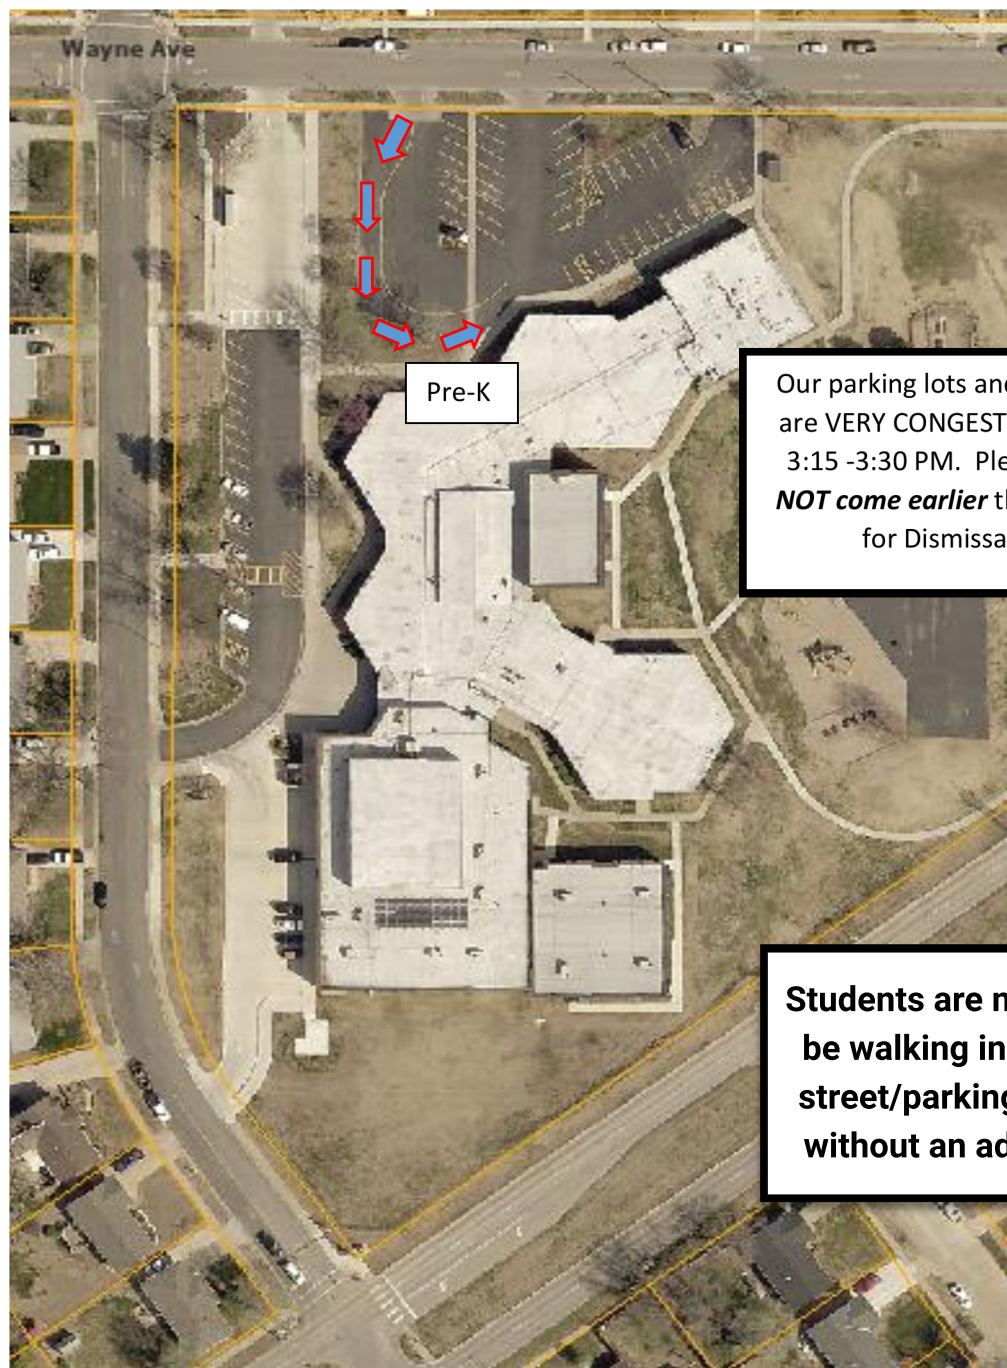 Wayne Ave
Pre-K
Our parking lots and
are VERY CONGEST
3:15 -3:30 PM. Ple
NOT come earlier t
for Dismissa
Students are n
be walking in
street/parking
without an ad